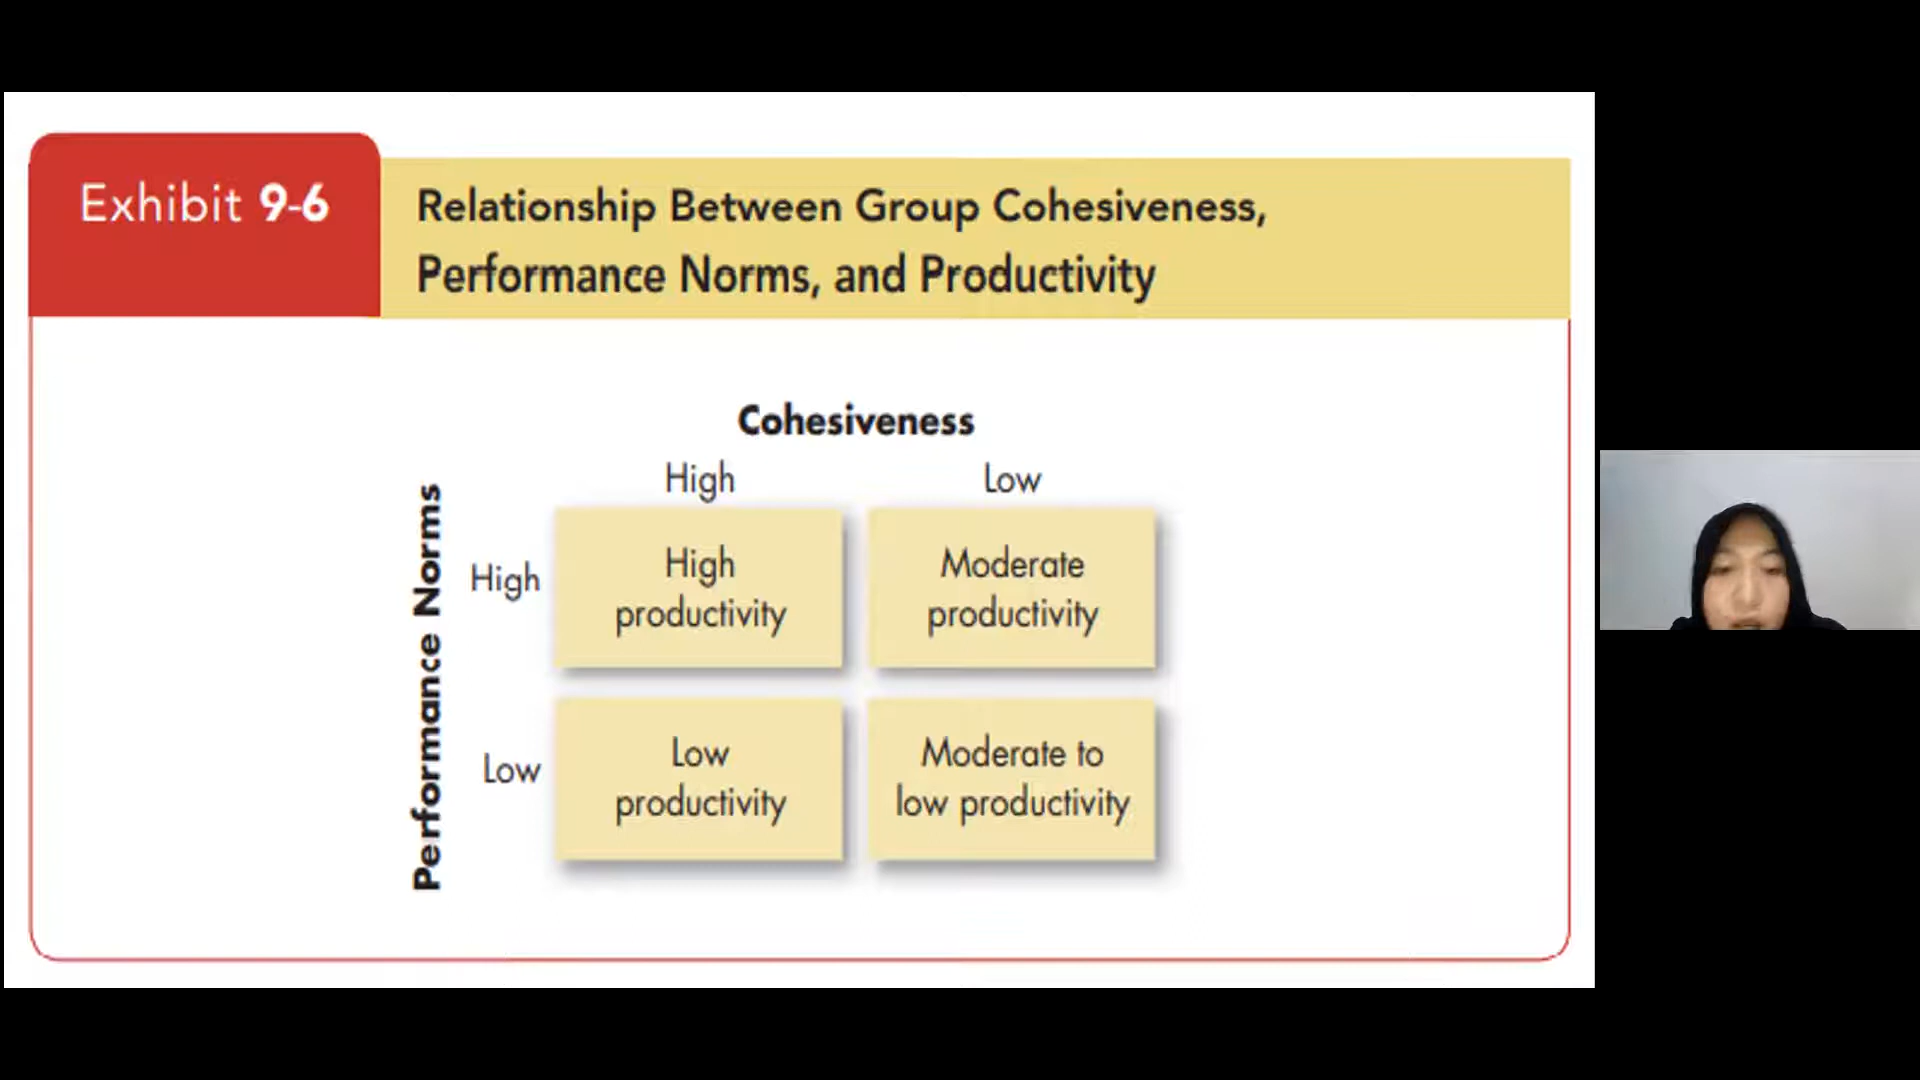 Exhibit 9-6
Relationship Between Group Cohesiveness,
Performance Norms, and Productivity
Cohesiveness
High Low
Performance Norms
High
High
productivity
Moderate
productivity
Low
Low
productivity
Moderate to
low productivity